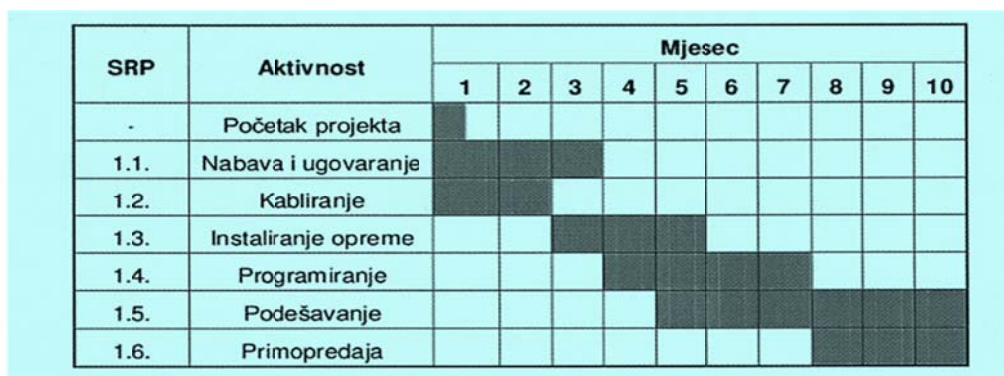 SRP Aktivnost Mjesec
1 2 3 4 5 6 7 8 9 10
- Početak projekta
1.1. Nabava i ugovaranje
1.2. Kabliranje
1.3. Instaliranje opreme
1.4. Programiranje
1.5. Podešavanje
1.6. Primopredaja